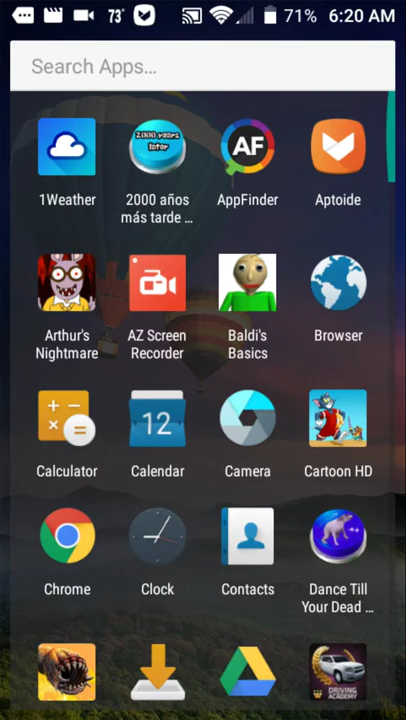 73° 71% 6:20 AM
Search Apps…
1Weather
2000 years
later
2000 años
más tarde ...
AF
AppFinder
Aptoide
Arthur's
Nightmare
AZ Screen
Recorder
Baldi's
Basics
Browser
Calculator
12
Calendar
Camera
Cartoon HD
Chrome
Clock
Contacts
Dance Till
Your Dead ...
DRIVING
ACADEMY